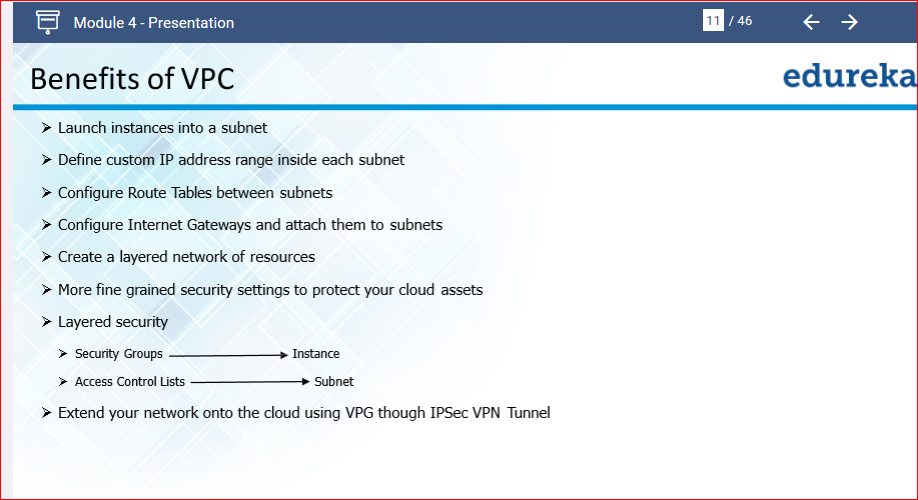 Module 4 - Presentation
11 / 46
Benefits of VPC
edureka
Launch instances into a subnet
Define custom IP address range inside each subnet
Configure Route Tables between subnets
Configure Internet Gateways and attach them to subnets
Create a layered network of resources
More fine grained security settings to protect your cloud assets
Layered security
Security Groups Instance
Access Control Lists Subnet
Extend your network onto the cloud using VPG though IPSec VPN Tunnel